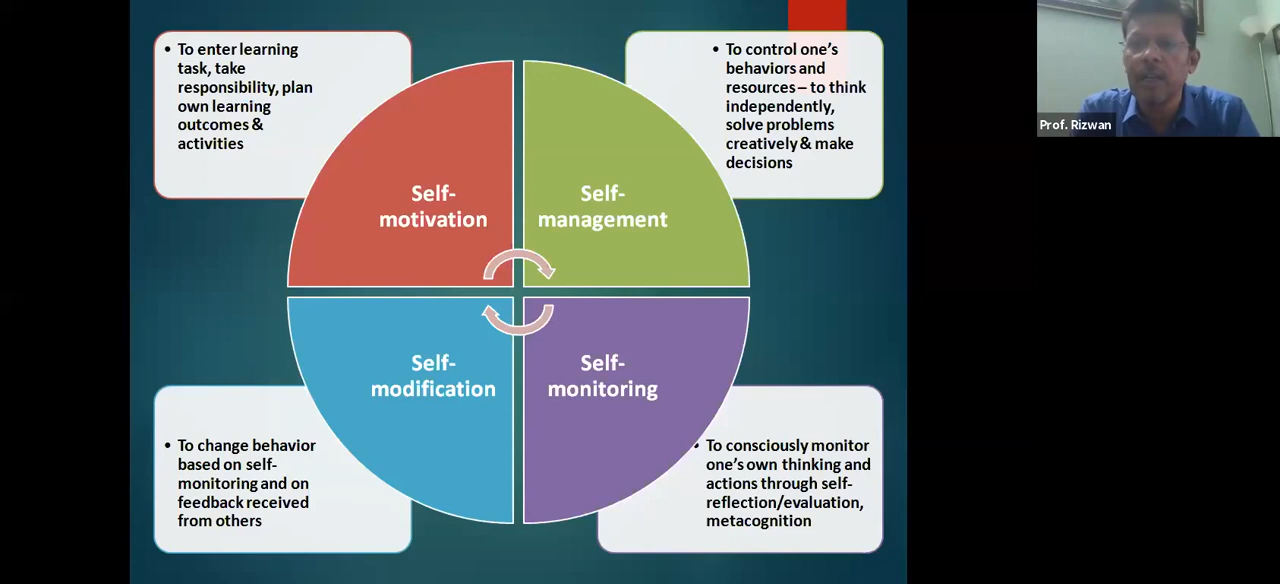 • To enter learning
task, take
responsibility, plan
own learning
outcomes &
activities
• To control one's
behaviors and
resources – to think
independently,
solve problems
creatively & make
decisions
Prof. Rizwan
Self-
motivation
Self-
management
Self-
modification
Self-
monitoring
• To change behavior
based on self-
monitoring and on
feedback received
from others
• To consciously monitor
one's own thinking and
actions through self-
reflection/evaluation,
metacognition